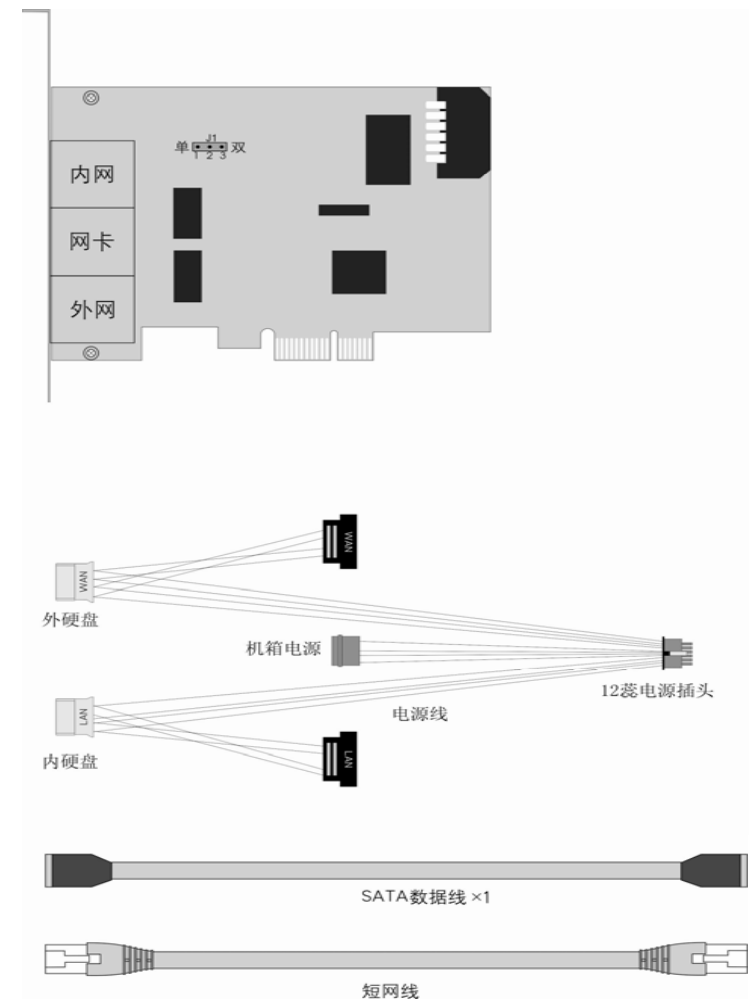 J1
单 双
1 2 3
内网
网卡
外网
WAN
WAN
外硬盘
机箱电源
12蕊电源插头
LAN
电源线
LAN
内硬盘
SATA数据线×1
短网线